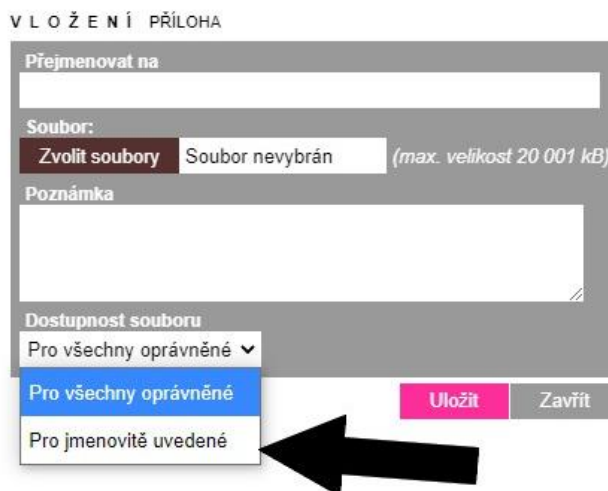 VLOŽENÍ PŘÍLOHA
Přejmenovat na
Soubor:
Zvolit soubory Soubor nevybrán (max. velikost 20 001 kB)
Poznámka
Dostupnost souboru
Pro všechny oprávněné
Pro všechny oprávněné
Uložit Zavřít
Pro jmenovitě uvedené